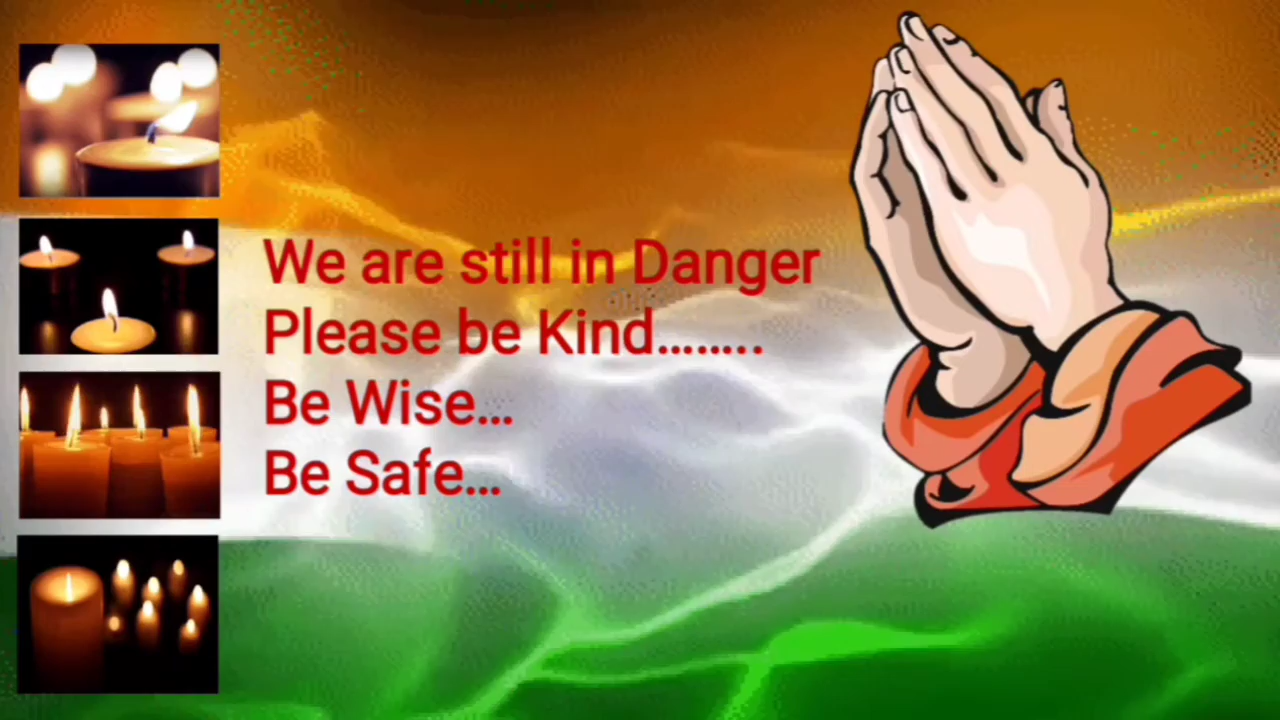 We are still in Danger
Please be Kind........
Be Wise...
Be Safe...